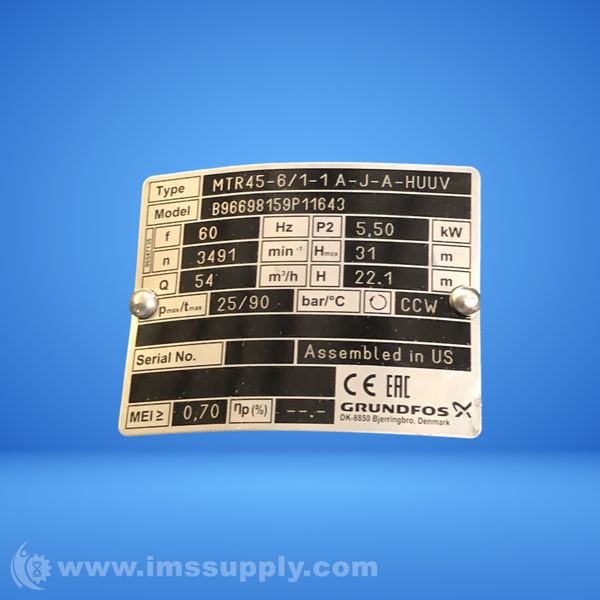 Type MTR45-6/1-1 A-J-A-HUUV
Model B96698159P11643
f 60 Hz P2 5,50 kW
n 3491 min⁻¹ Hmax 31 m
Q 54 m³/h H 22.1 m
pmax/tmax 25/90 bar/°C CCW
Serial No. Assembled in US
CE EAC
GRUNDFOS X
DK-8850 Bjerringbro, Denmark
MEI ≥ 0,70 ηp(%) --.-
www.imssupply.com